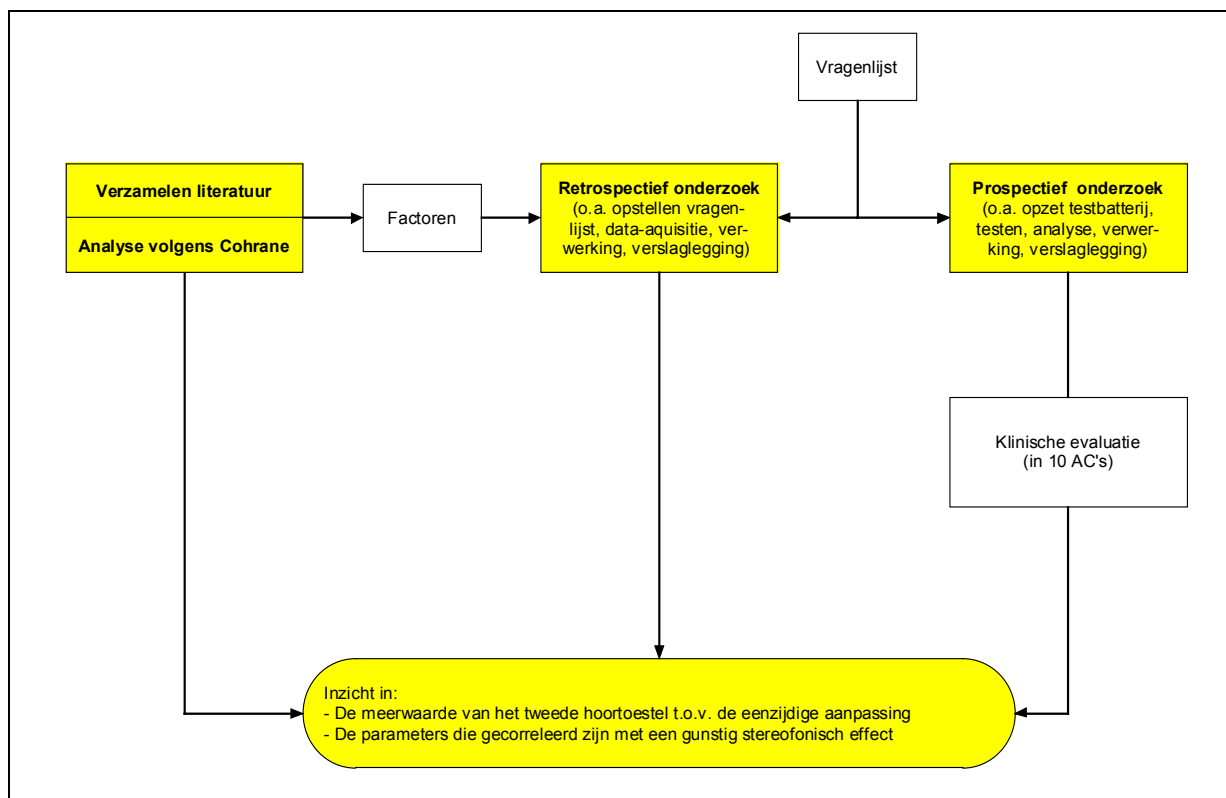 Vragenlijst
Verzamelen literatuur
Analyse volgens Cohrane
Factoren
Retrospectief onderzoek
(o.a. opstellen vragen-
lijst, data-aquisitie, ver-
werking, verslaglegging)
Prospectief onderzoek
(o.a. opzet testbatterij,
testen, analyse, verwer-
king, verslaglegging)
Klinische evaluatie
(in 10 AC's)
Inzicht in:
- De meerwaarde van het tweede hoortoestel t.o.v. de eenzijdige aanpassing
- De parameters die gecorreleerd zijn met een gunstig stereofonisch effect